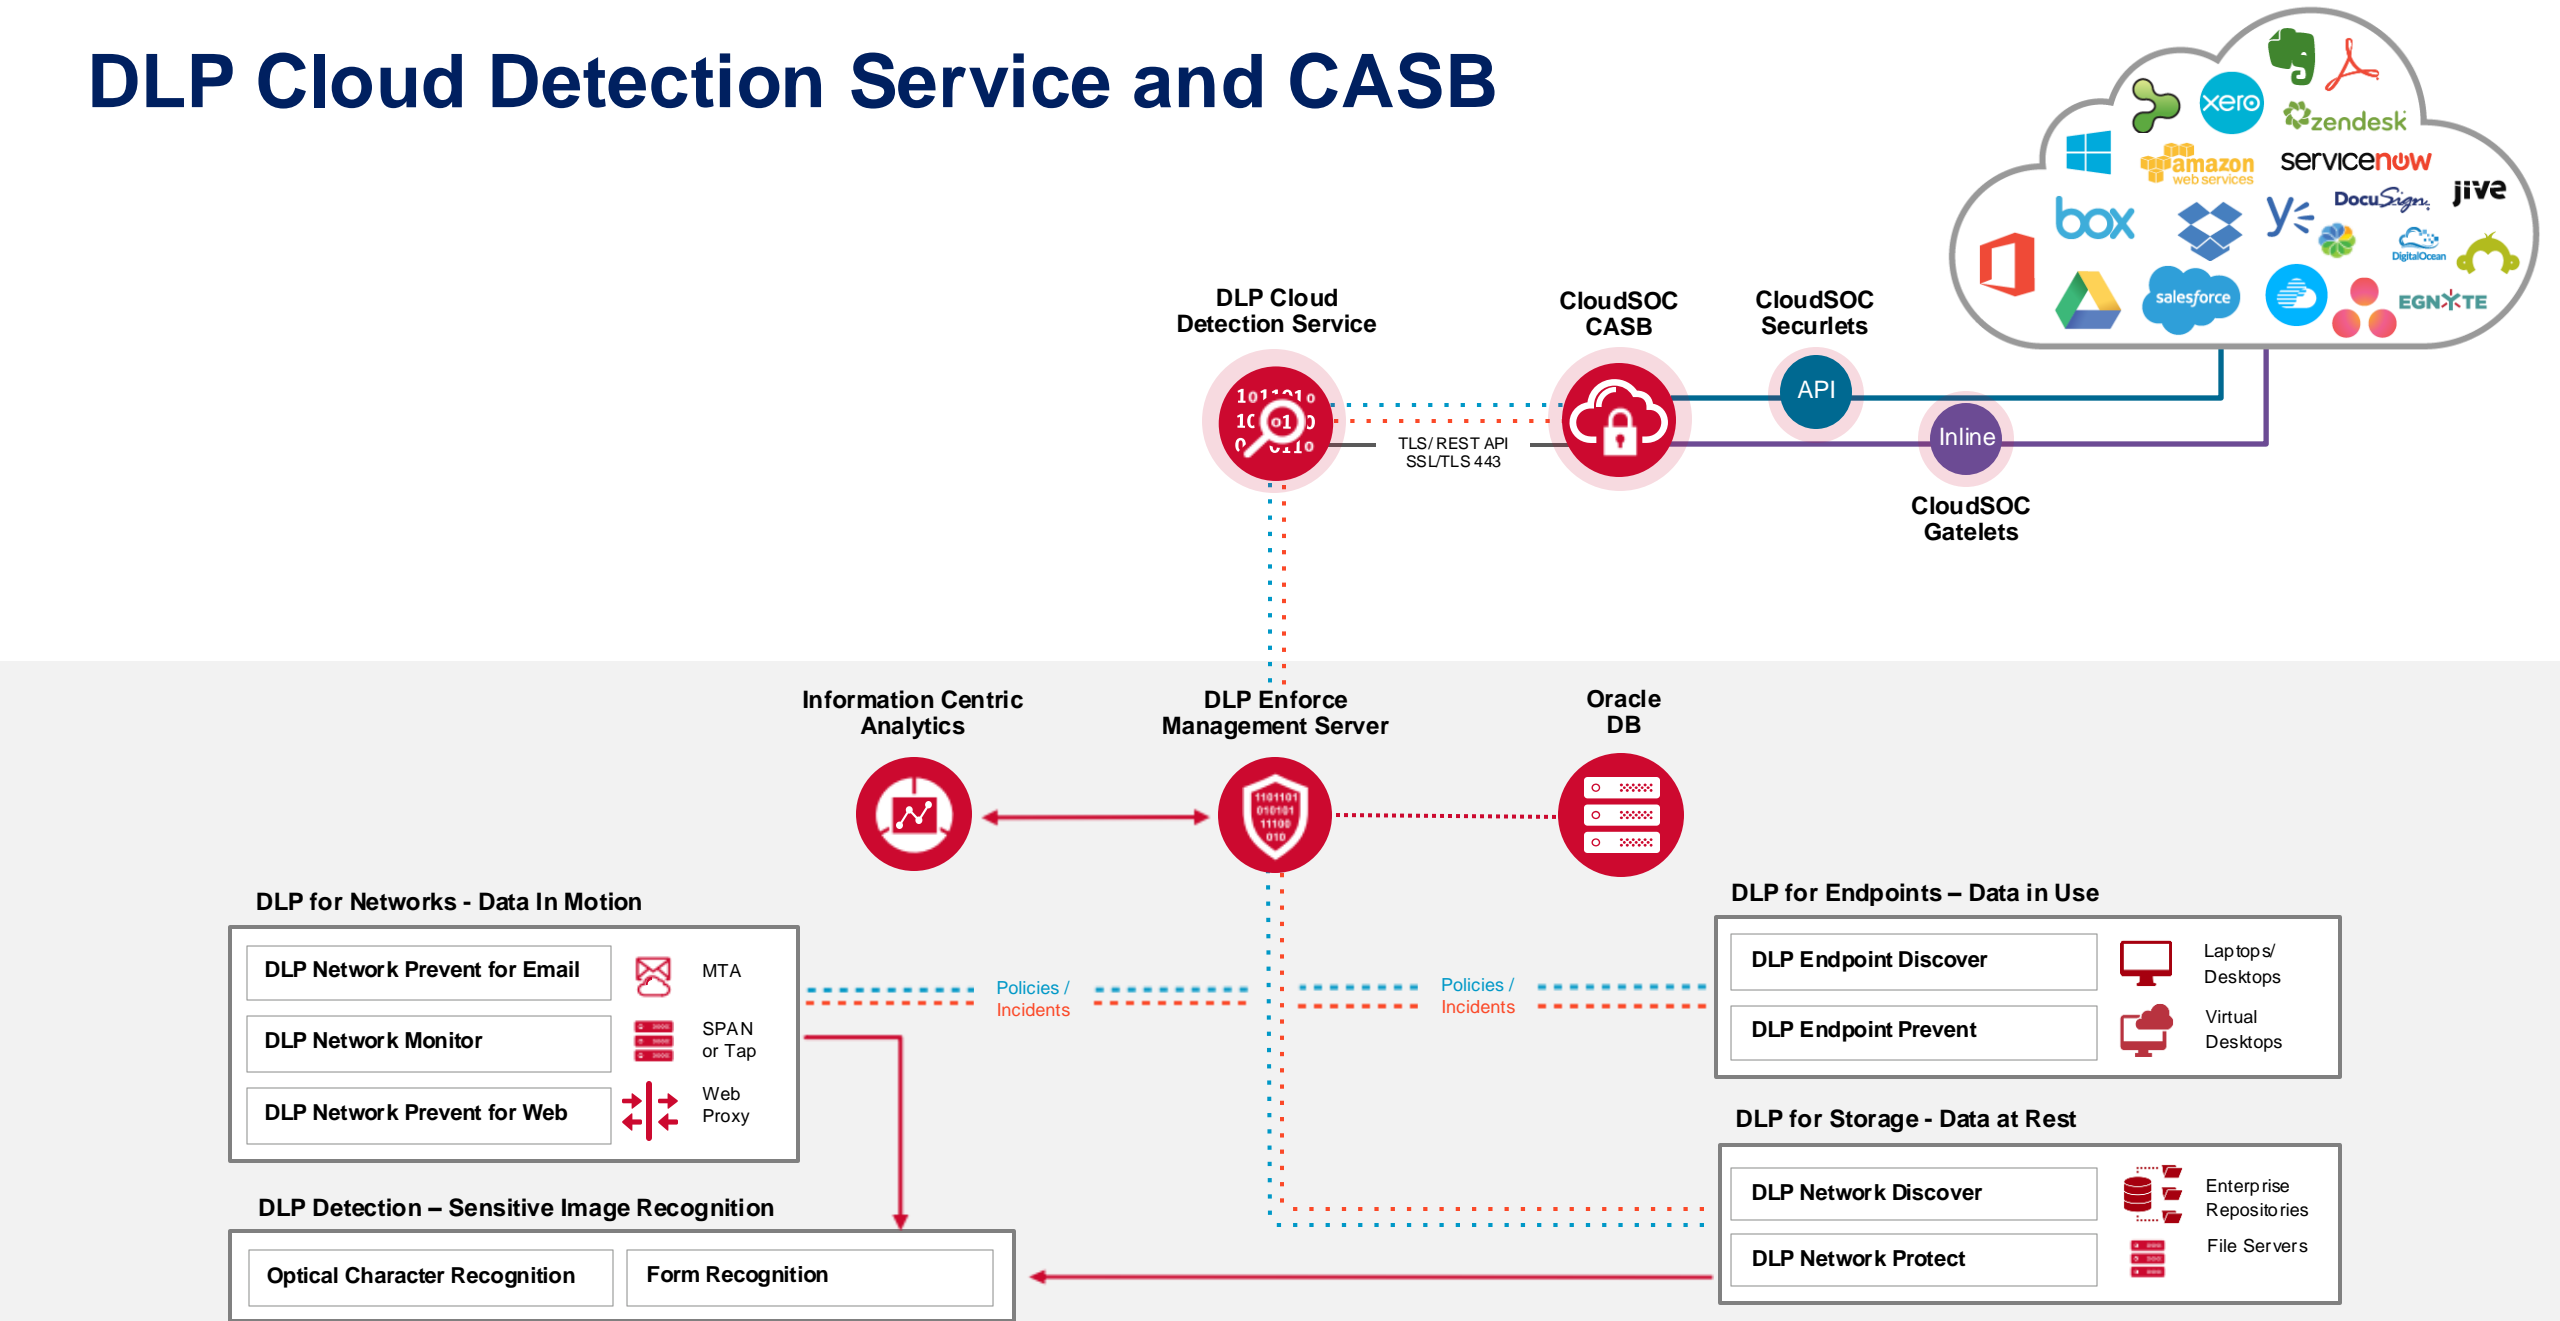 DLP Cloud Detection Service and CASB
xero
zendesk
amazon
web services
servicenow
DocuSign
jive
box
DigitalOcean
salesforce
EGNYTE
DLP Cloud
Detection Service
CloudSOC
CASB
CloudSOC
Securlets
API
TLS/ REST API
SSL/TLS 443
Inline
CloudSOC
Gatelets
Information Centric
Analytics
DLP Enforce
Management Server
1101101
010101
11100
010
Oracle
DB
DLP for Networks - Data In Motion
DLP Network Prevent for Email
MTA
DLP Network Monitor
SPAN
or Tap
DLP Network Prevent for Web
Web
Proxy
Policies /
Incidents
Policies /
Incidents
DLP for Endpoints – Data in Use
DLP Endpoint Discover
Laptops/
Desktops
DLP Endpoint Prevent
Virtual
Desktops
DLP for Storage - Data at Rest
DLP Network Discover
Enterprise
Repositories
DLP Network Protect
File Servers
DLP Detection – Sensitive Image Recognition
Optical Character Recognition
Form Recognition